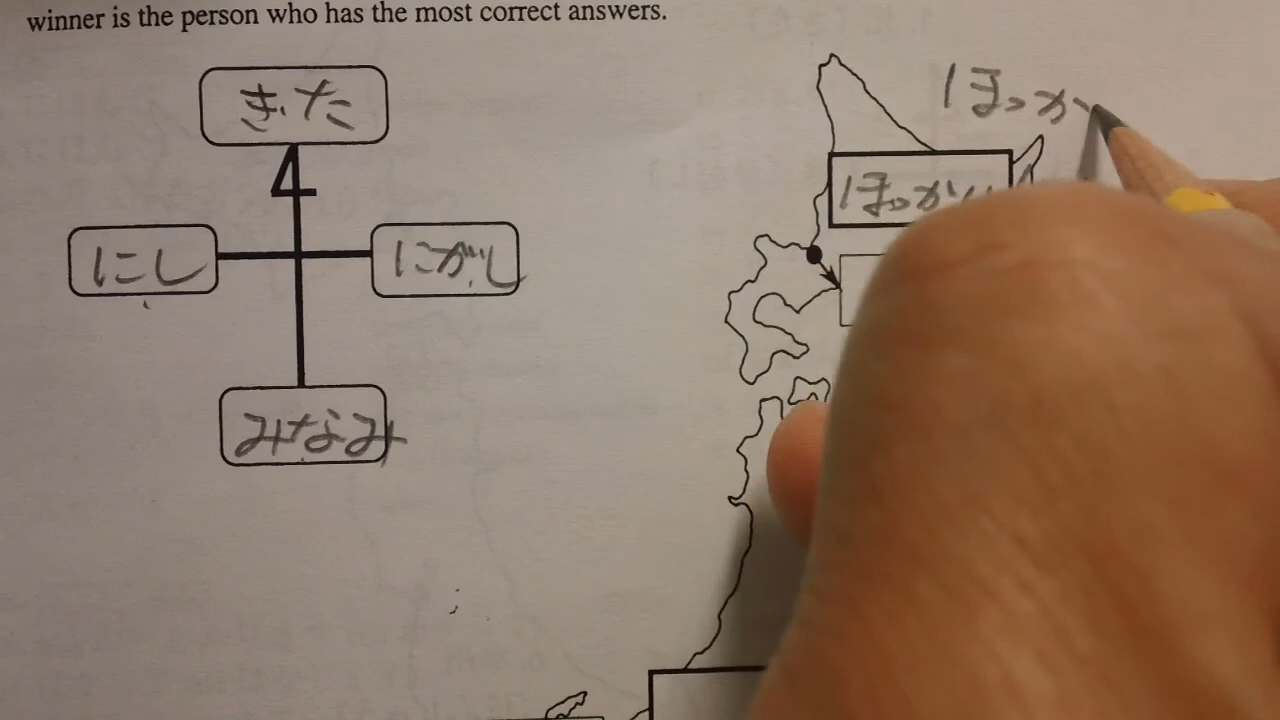 winner is the person who has the most correct answers.
きた
ほっか
ほっかい
にし
にがし
4
みなみ